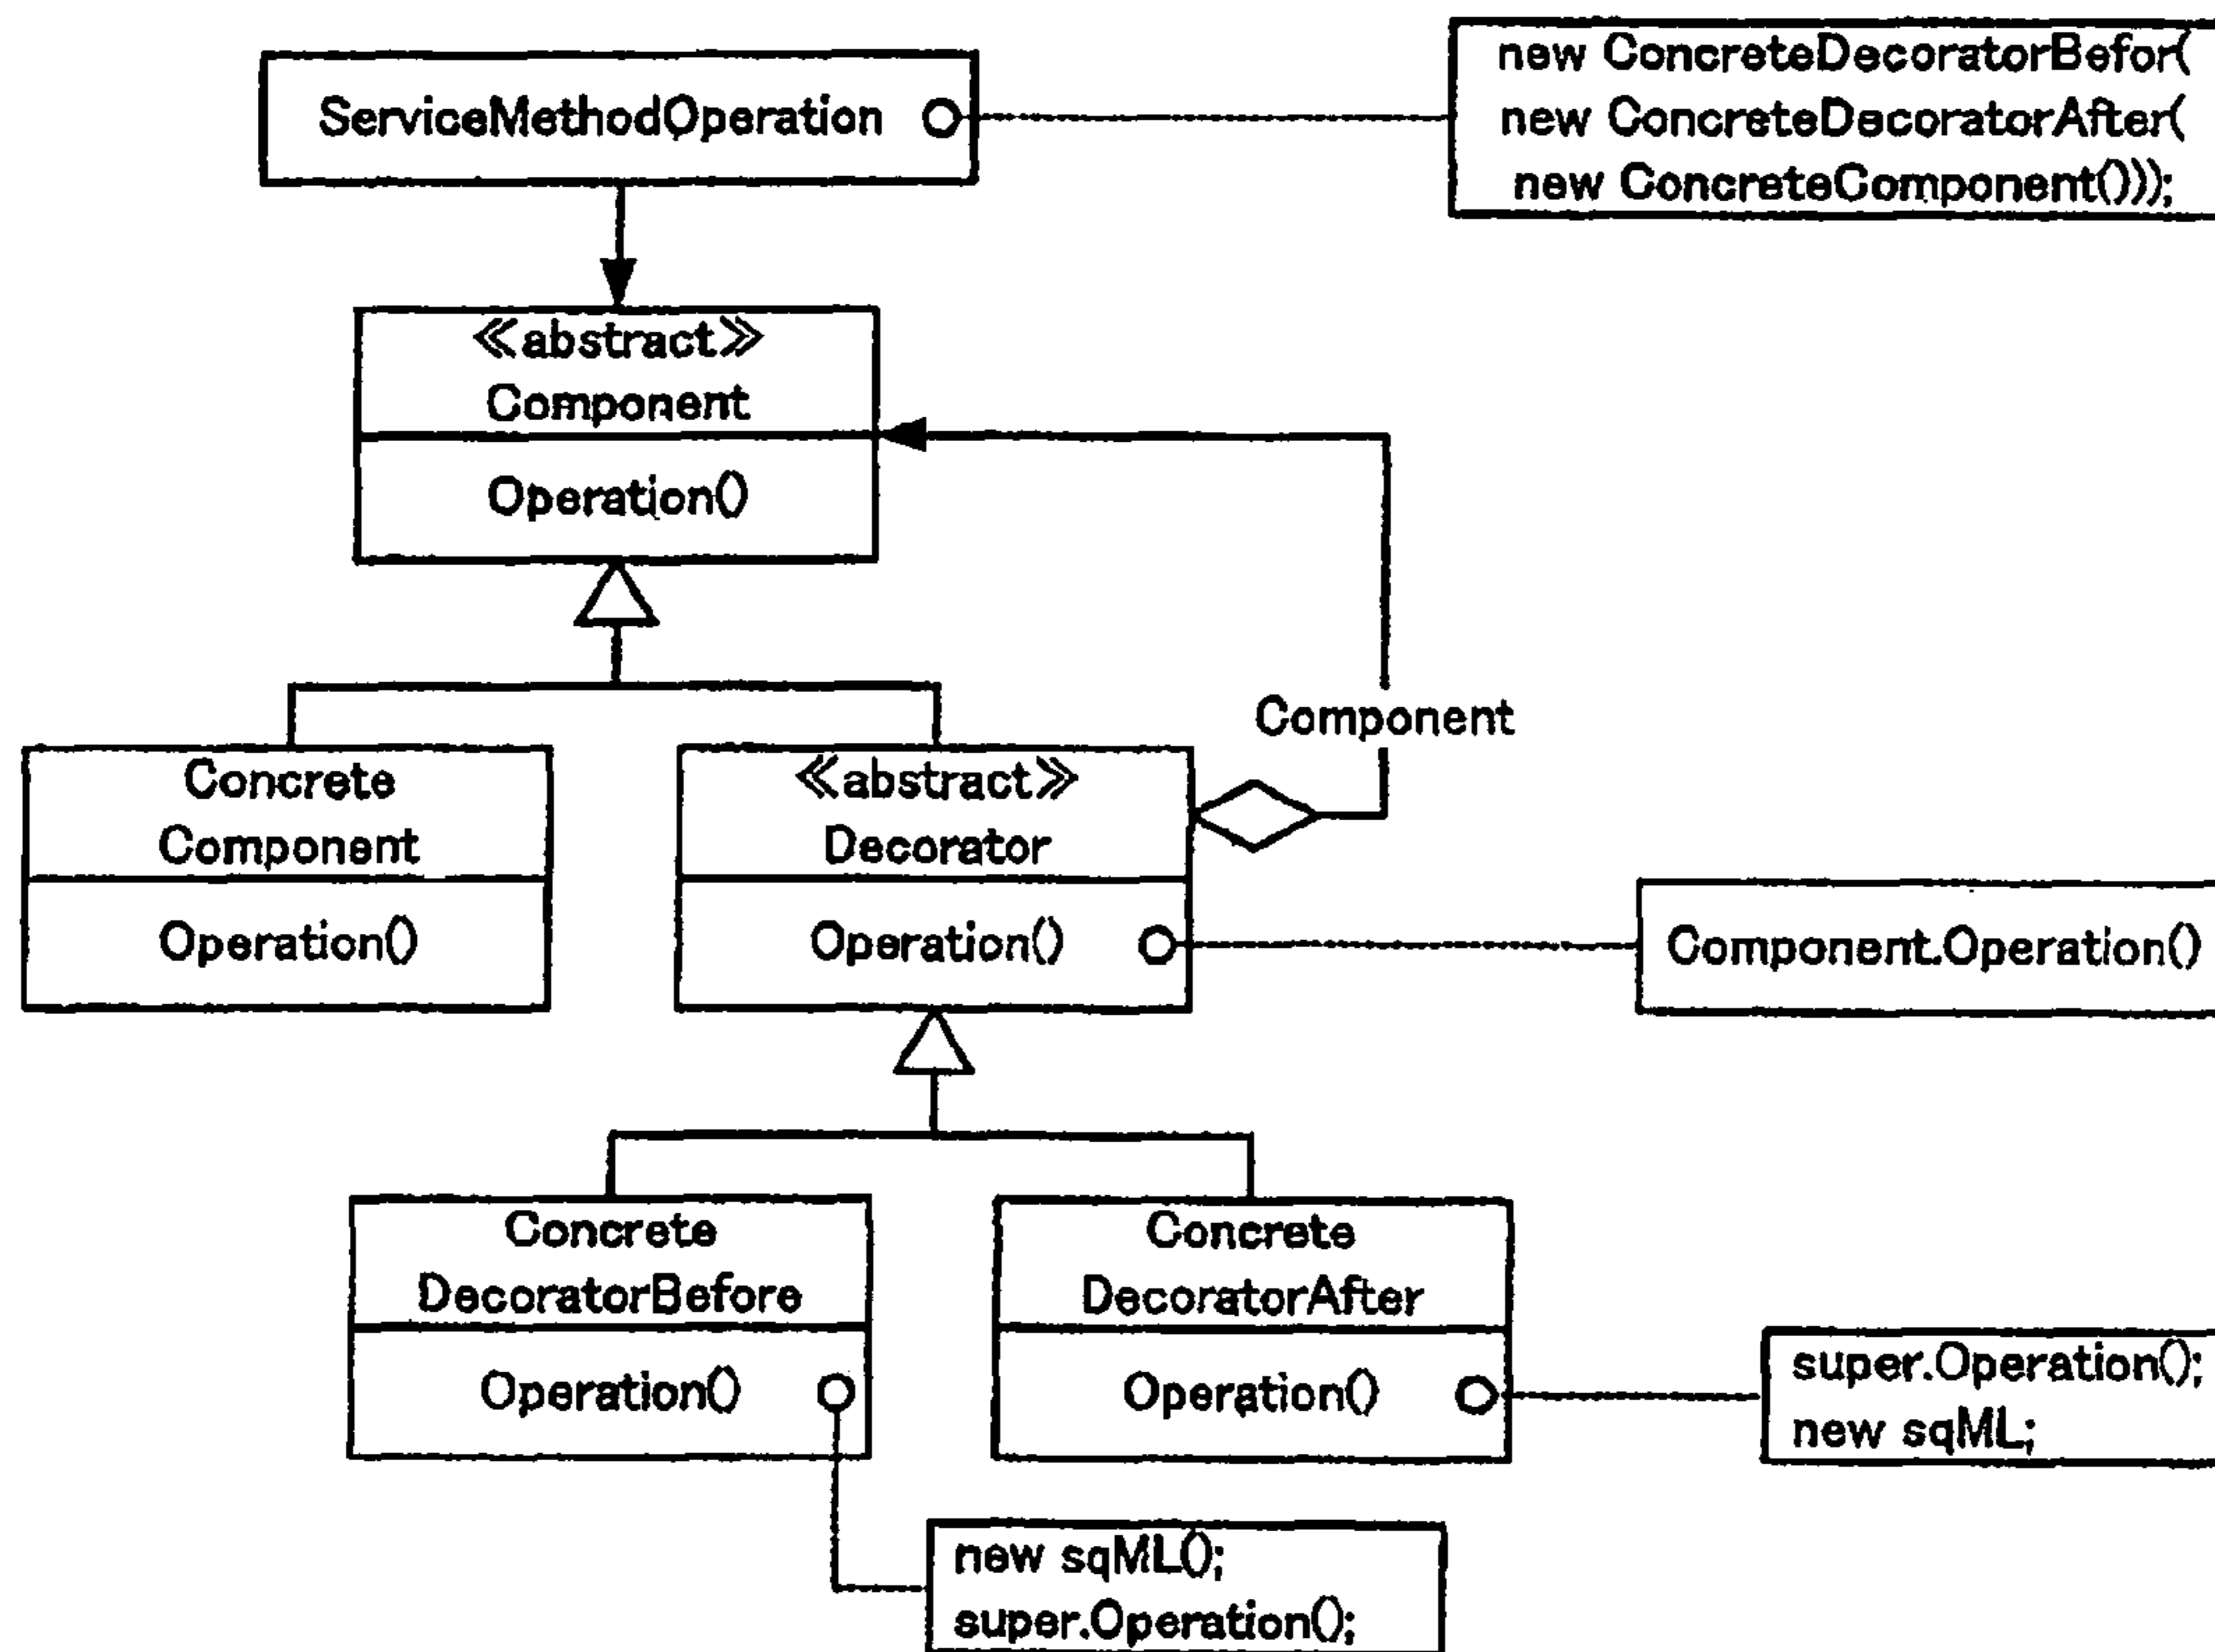 ServiceMethodOperation
new ConcreteDecoratorBefor(
new ConcreteDecoratorAfter(
new ConcreteComponent()));
≪abstract≫
Component
Operation()
Component
Concrete
Component
Operation()
≪abstract≫
Decorator
Operation()
Component.Operation()
Concrete
DecoratorBefore
Operation()
Concrete
DecoratorAfter
Operation()
super.Operation();
new sqML;
new sqML();
super.Operation();